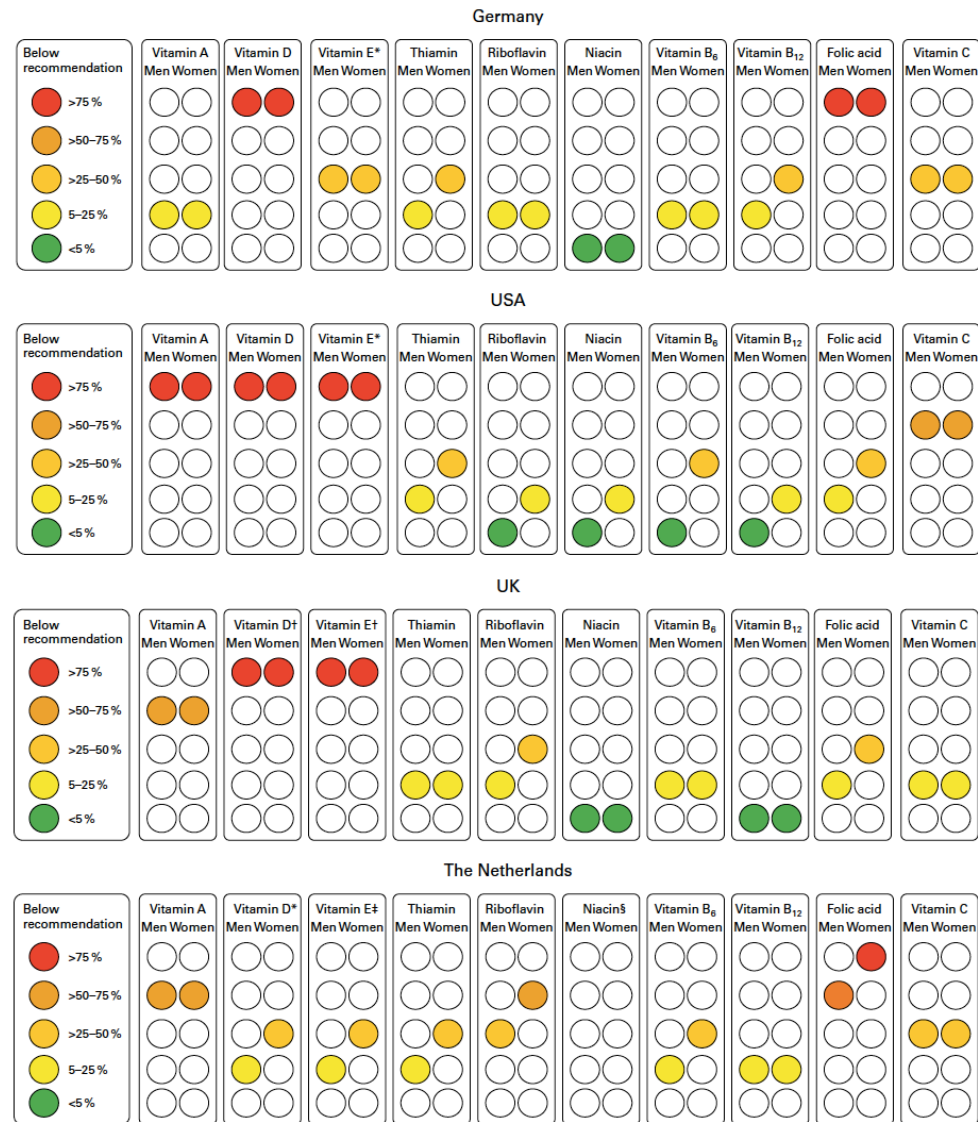 Germany
Below recommendation
>75 %
>50–75 %
>25–50 %
5–25 %
<5 %
Vitamin A
Men Women
Vitamin D
Men Women
Vitamin E*
Men Women
Thiamin
Men Women
Riboflavin
Men Women
Niacin
Men Women
Vitamin B₆
Men Women
Vitamin B₁₂
Men Women
Folic acid
Men Women
Vitamin C
Men Women
USA
Below recommendation
>75 %
>50–75 %
>25–50 %
5–25 %
<5 %
Vitamin A
Men Women
Vitamin D
Men Women
Vitamin E*
Men Women
Thiamin
Men Women
Riboflavin
Men Women
Niacin
Men Women
Vitamin B₆
Men Women
Vitamin B₁₂
Men Women
Folic acid
Men Women
Vitamin C
Men Women
UK
Below recommendation
>75 %
>50–75 %
>25–50 %
5–25 %
<5 %
Vitamin A
Men Women
Vitamin D†
Men Women
Vitamin E†
Men Women
Thiamin
Men Women
Riboflavin
Men Women
Niacin
Men Women
Vitamin B₆
Men Women
Vitamin B₁₂
Men Women
Folic acid
Men Women
Vitamin C
Men Women
The Netherlands
Below recommendation
>75 %
>50–75 %
>25–50 %
5–25 %
<5 %
Vitamin A
Men Women
Vitamin D*
Men Women
Vitamin E‡
Men Women
Thiamin
Men Women
Riboflavin
Men Women
Niacin§
Men Women
Vitamin B₆
Men Women
Vitamin B₁₂
Men Women
Folic acid
Men Women
Vitamin C
Men Women